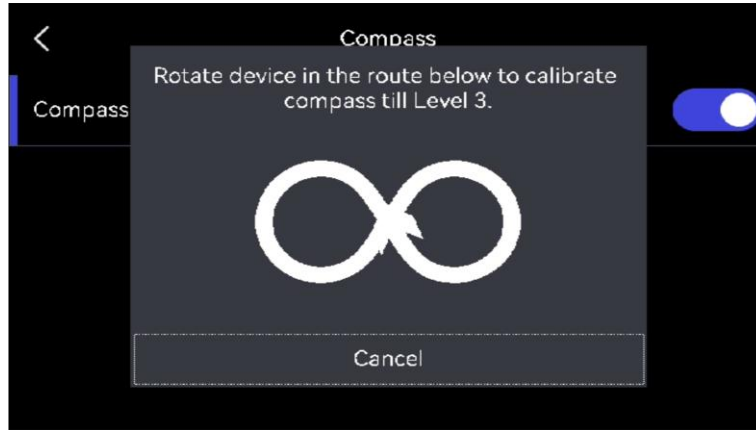 Compass
Rotate device in the route below to calibrate
compass till Level 3.
Compass
Cancel